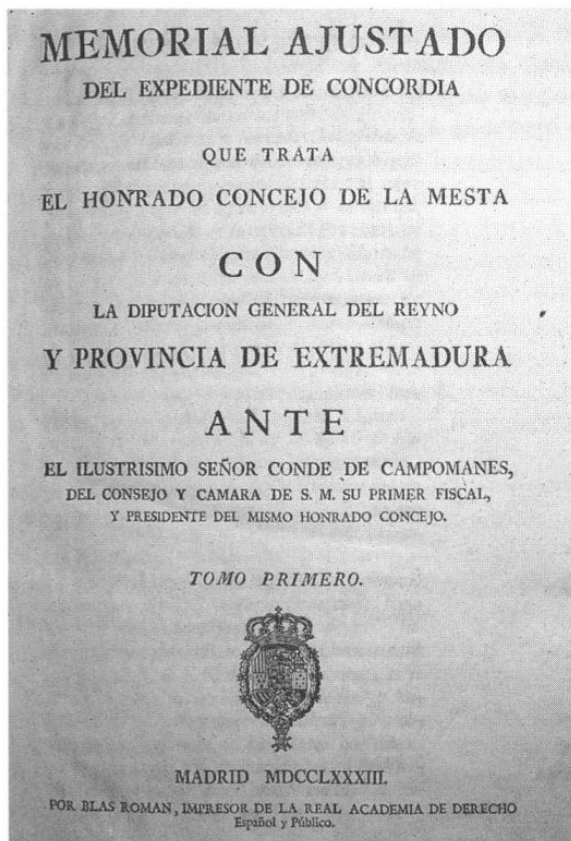 MEMORIAL AJUSTADO
DEL EXPEDIENTE DE CONCORDIA
QUE TRATA
EL HONRADO CONCEJO DE LA MESTA
CON
LA DIPUTACION GENERAL DEL REYNO
Y PROVINCIA DE EXTREMADURA
ANTE
EL ILUSTRISIMO SEÑOR CONDE DE CAMPOMANES,
DEL CONSEJO Y CAMARA DE S. M. SU PRIMER FISCAL,
Y PRESIDENTE DEL MISMO HONRADO CONCEJO.
TOMO PRIMERO.
MADRID MDCCLXXXIII.
POR BLAS ROMAN, IMPRESOR DE LA REAL ACADEMIA DE DERECHO
Español y Público.